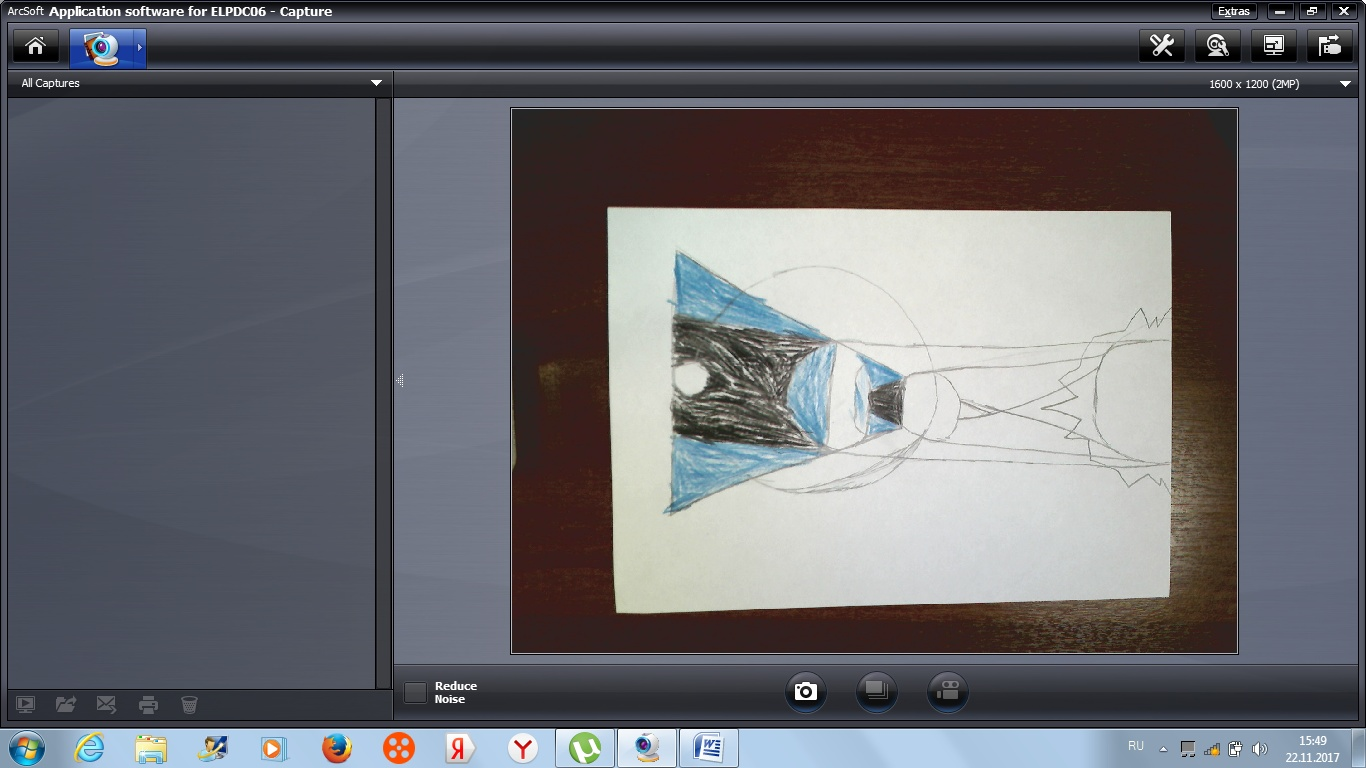 ArcSoft Application software for ELPDC06 - Capture
Extras
All Captures
1600 x 1200 (2MP)
Reduce
Noise
RU
15:49
22.11.2017